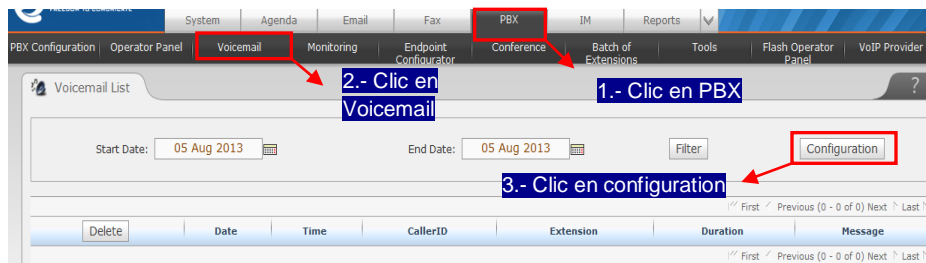 FREEDOM TO COMUNICATE
System Agenda Email Fax PBX IM Reports
PBX Configuration Operator Panel Voicemail Monitoring Endpoint Configurator Conference Batch of Extensions Tools Flash Operator Panel VoIP Provider
Voicemail List
?
2.- Clic en
Voicemail
1.- Clic en PBX
Start Date: 05 Aug 2013 End Date: 05 Aug 2013 Filter Configuration
3.- Clic en configuration
First Previous (0 - 0 of 0) Next Last
Delete Date Time CallerID Extension Duration Message
First Previous (0 - 0 of 0) Next Last